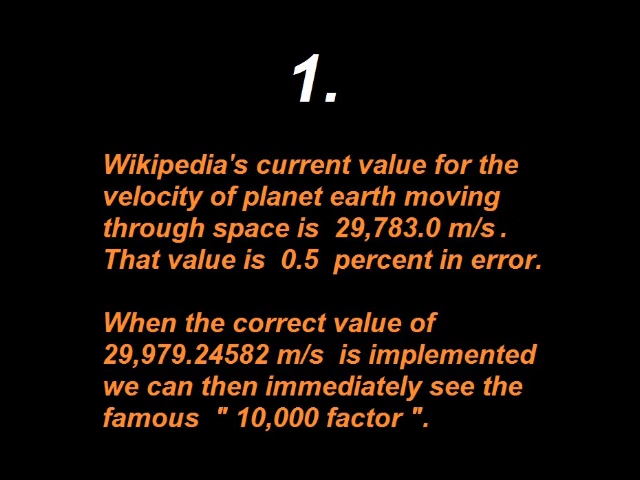 1.
Wikipedia's current value for the
velocity of planet earth moving
through space is 29,783.0 m/s .
That value is 0.5 percent in error.
When the correct value of
29,979.24582 m/s is implemented
we can then immediately see the
famous " 10,000 factor ".